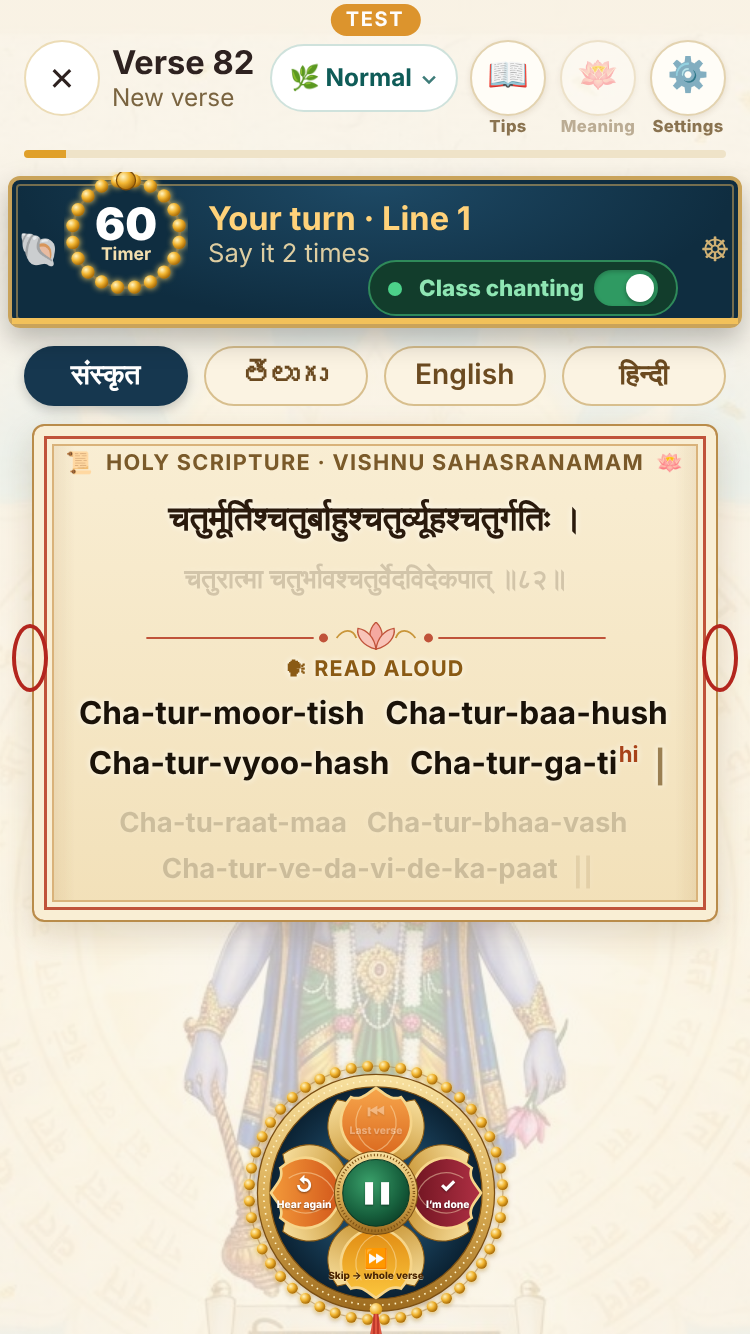 TEST
Verse 82
New verse
🌿 Normal
Tips
Meaning
Settings
60
Timer
Your turn · Line 1
Say it 2 times
Class chanting
संस्कृत
తెలుగు
English
हिन्दी
📜 HOLY SCRIPTURE · VISHNU SAHASRANAMAM 🪷
चतुर्मूर्तिश्चतुर्बाहुश्चतुर्व्यूहश्चतुर्गतिः ।
चतुरात्मा चतुर्भावश्चतुर्वेदविदेकपात् ॥८२॥
🗣 READ ALOUD
Cha-tur-moor-tish Cha-tur-baa-hush
Cha-tur-vyoo-hash Cha-tur-ga-tihi |
Cha-tu-raat-maa Cha-tur-bhaa-vash
Cha-tur-ve-da-vi-de-ka-paat ||
Last verse
Hear again
I'm done
Skip → whole verse